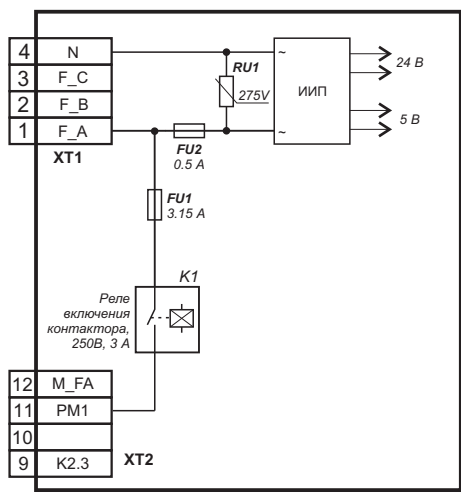 4 N
3 F_C
2 F_B
1 F_A
XT1
RU1
275V
~
ИИП
~
24 В
5 В
FU2
0.5 А
FU1
3.15 А
K1
Реле
включения
контактора,
250В, 3 А
12 M_FA
11 PM1
10
9 K2.3
XT2